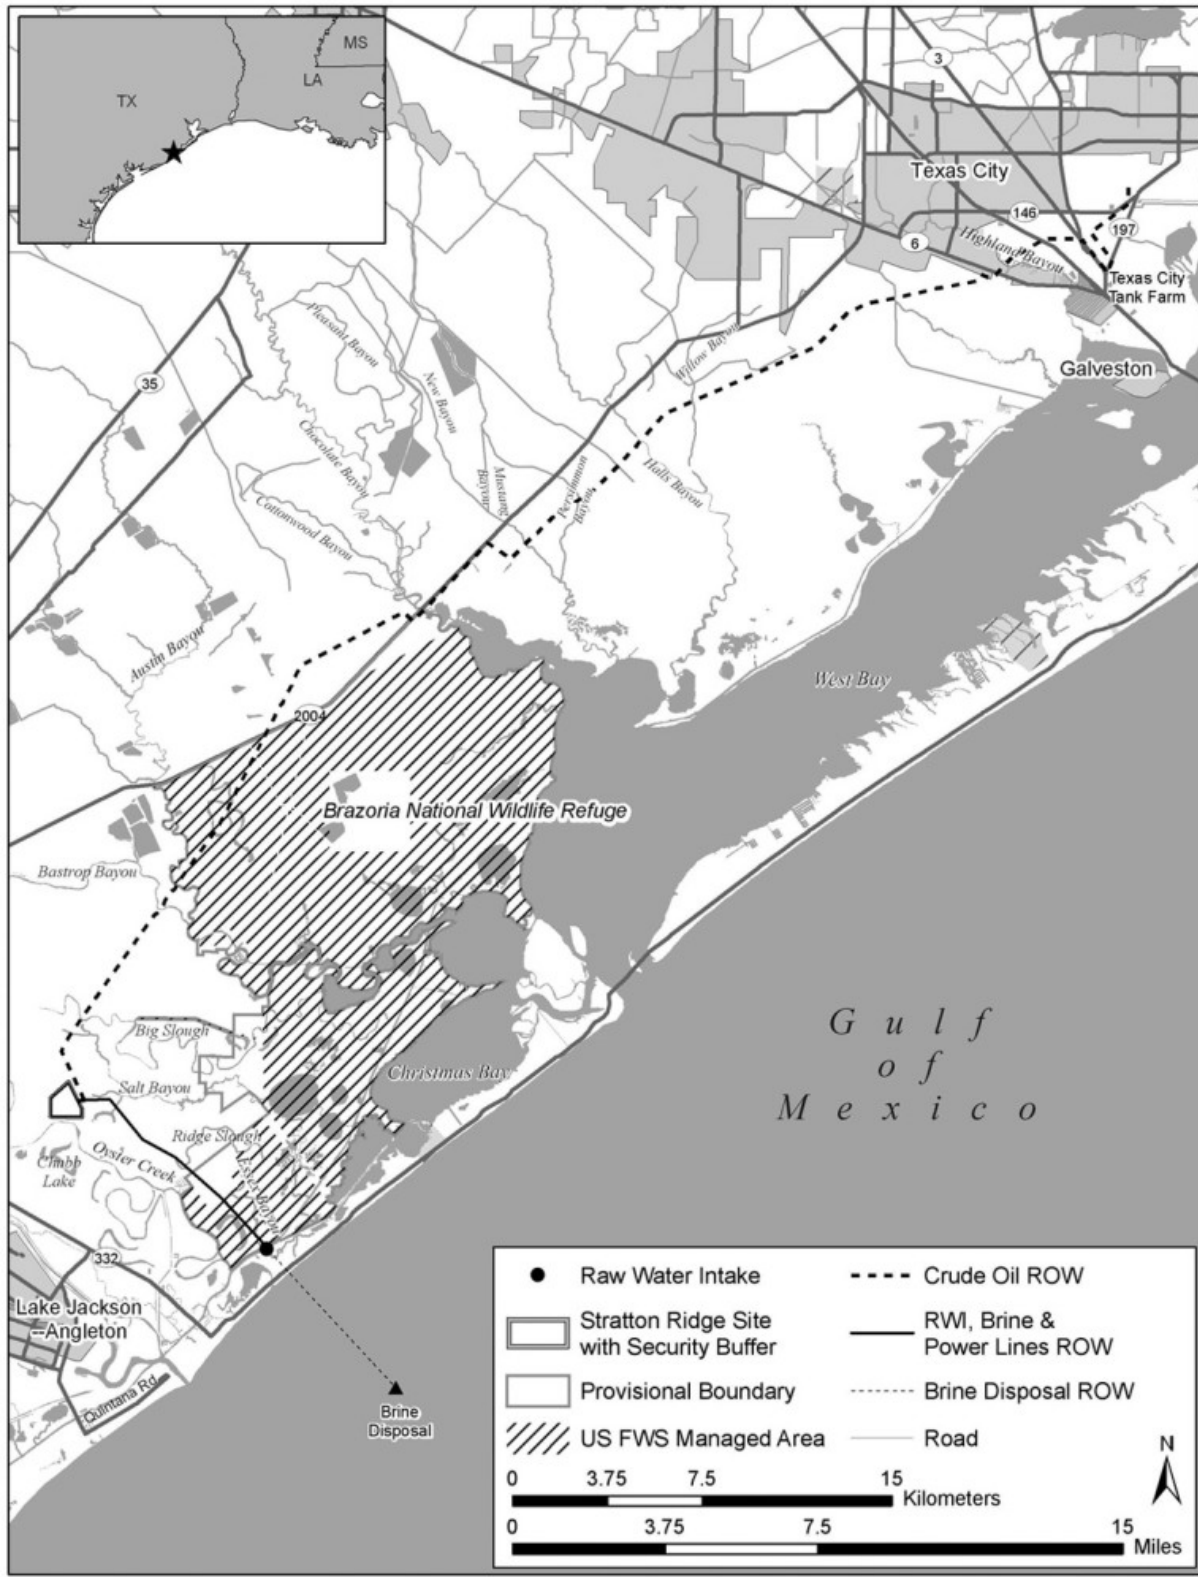 MS
LA
TX
3
Texas City
146
197
6
Highland Bayou
Texas City
Tank Farm
Galveston
35
Pleasant Bayou
New Bayou
Willow Bayou
Chocolate Bayou
Mustang
Bayou
Persimmon
Bayou
Halls Bayou
Cottonwood Bayou
Austin Bayou
West Bay
2004
Brazoria National Wildlife Refuge
Bastrop Bayou
Big Slough
Gulf
of
Mexico
Christmas Bay
Salt Bayou
Ridge Slough
Oyster Creek
Chubb
Lake
Essex Bayou
332
Lake Jackson
--Angleton
Quintana Rd
Brine
Disposal
Raw Water Intake
Crude Oil ROW
Stratton Ridge Site
with Security Buffer
RWI, Brine &
Power Lines ROW
Provisional Boundary
Brine Disposal ROW
US FWS Managed Area
Road
N
0 3.75 7.5 15
Kilometers
0 3.75 7.5 15
Miles